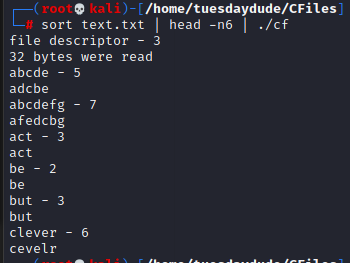 ┌──(root💀kali)-[/home/tuesdaydude/CFiles]
└─# sort text.txt | head -n6 | ./cf
file descriptor - 3
32 bytes were read
abcde - 5
adcbe
abcdefg - 7
afedcbg
act - 3
act
be - 2
be
but - 3
but
clever - 6
cevelr
┌──(root💀kali)-[/home/tuesdaydude/CFiles]